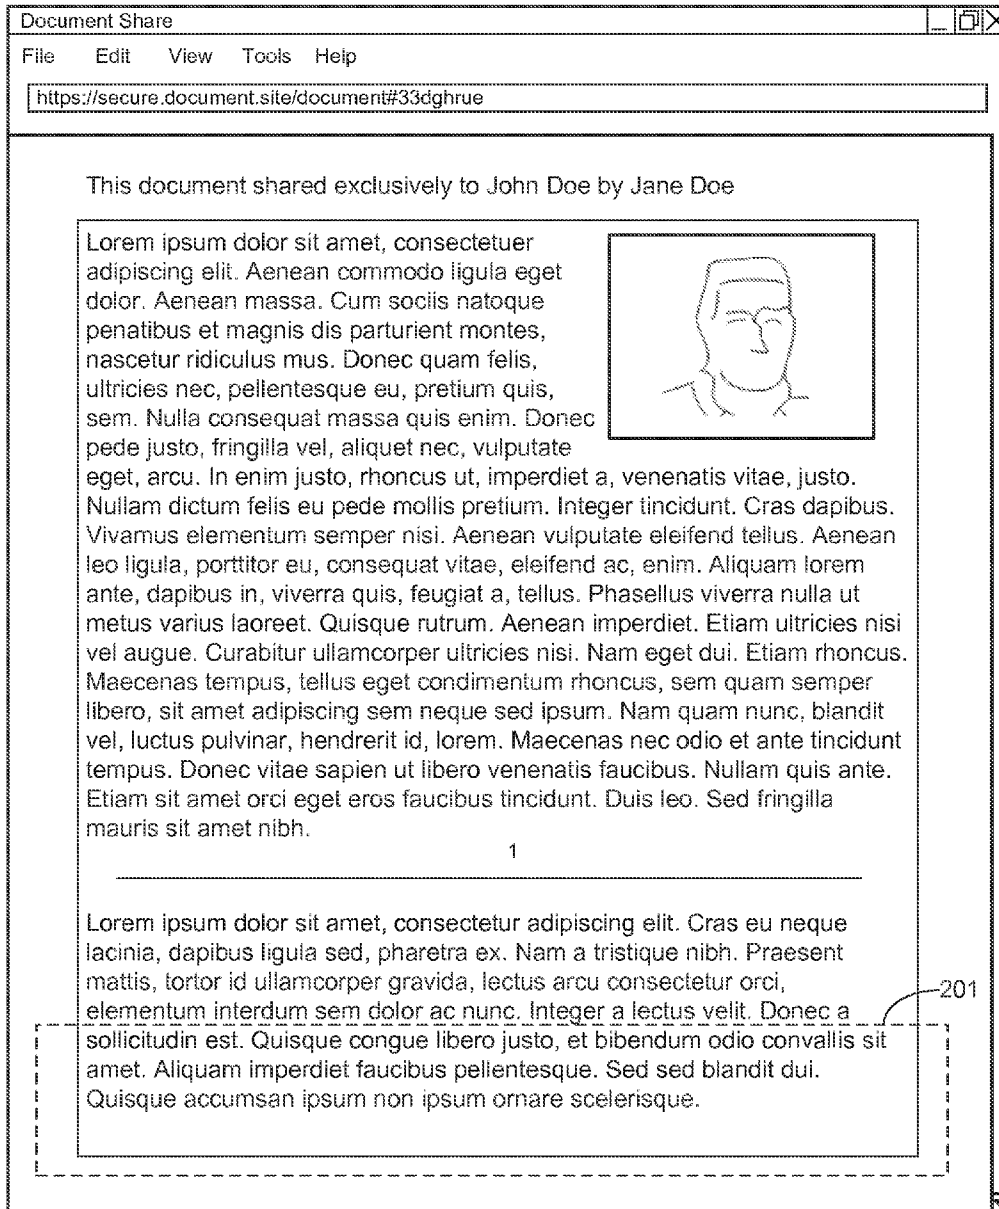 Document Share
File Edit View Tools Help
https://secure.document.site/document#33dghrue
This document shared exclusively to John Doe by Jane Doe
Lorem ipsum dolor sit amet, consectetuer
adipiscing elit. Aenean commodo ligula eget
dolor. Aenean massa. Cum sociis natoque
penatibus et magnis dis parturient montes,
nascetur ridiculus mus. Donec quam felis,
ultricies nec, pellentesque eu, pretium quis,
sem. Nulla consequat massa quis enim. Donec
pede justo, fringilla vel, aliquet nec, vulputate
eget, arcu. In enim justo, rhoncus ut, imperdiet a, venenatis vitae, justo.
Nullam dictum felis eu pede mollis pretium. Integer tincidunt. Cras dapibus.
Vivamus elementum semper nisi. Aenean vulputate eleifend tellus. Aenean
leo ligula, porttitor eu, consequat vitae, eleifend ac, enim. Aliquam lorem
ante, dapibus in, viverra quis, feugiat a, tellus. Phasellus viverra nulla ut
metus varius laoreet. Quisque rutrum. Aenean imperdiet. Etiam ultricies nisi
vel augue. Curabitur ullamcorper ultricies nisi. Nam eget dui. Etiam rhoncus.
Maecenas tempus, tellus eget condimentum rhoncus, sem quam semper
libero, sit amet adipiscing sem neque sed ipsum. Nam quam nunc, blandit
vel, luctus pulvinar, hendrerit id, lorem. Maecenas nec odio et ante tincidunt
tempus. Donec vitae sapien ut libero venenatis faucibus. Nullam quis ante.
Etiam sit amet orci eget eros faucibus tincidunt. Duis leo. Sed fringilla
mauris sit amet nibh.
1
Lorem ipsum dolor sit amet, consectetur adipiscing elit. Cras eu neque
lacinia, dapibus ligula sed, pharetra ex. Nam a tristique nibh. Praesent
mattis, tortor id ullamcorper gravida, lectus arcu consectetur orci,
elementum interdum sem dolor ac nunc. Integer a lectus velit. Donec a
201
sollicitudin est. Quisque congue libero justo, et bibendum odio convallis sit
amet. Aliquam imperdiet faucibus pellentesque. Sed sed blandit dui.
Quisque accumsan ipsum non ipsum ornare scelerisque.